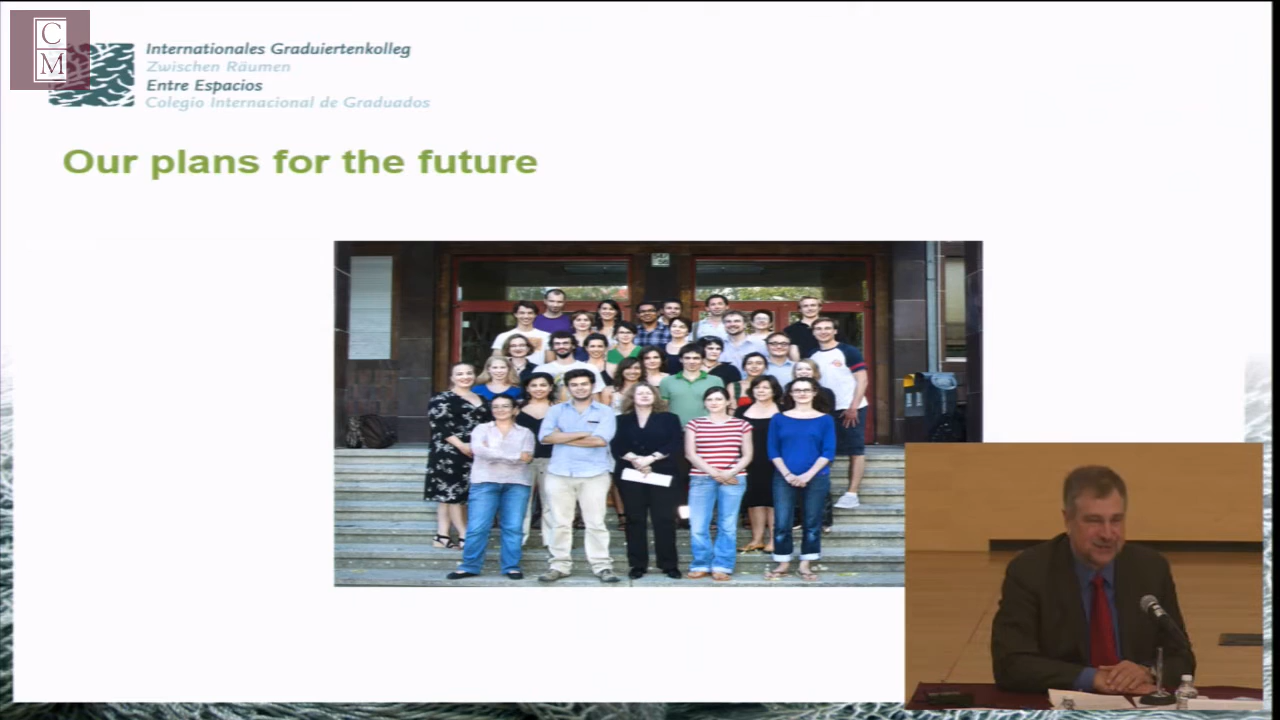 C
M
Internationales Graduiertenkolleg
Zwischen Räumen
Entre Espacios
Colegio Internacional de Graduados
Our plans for the future